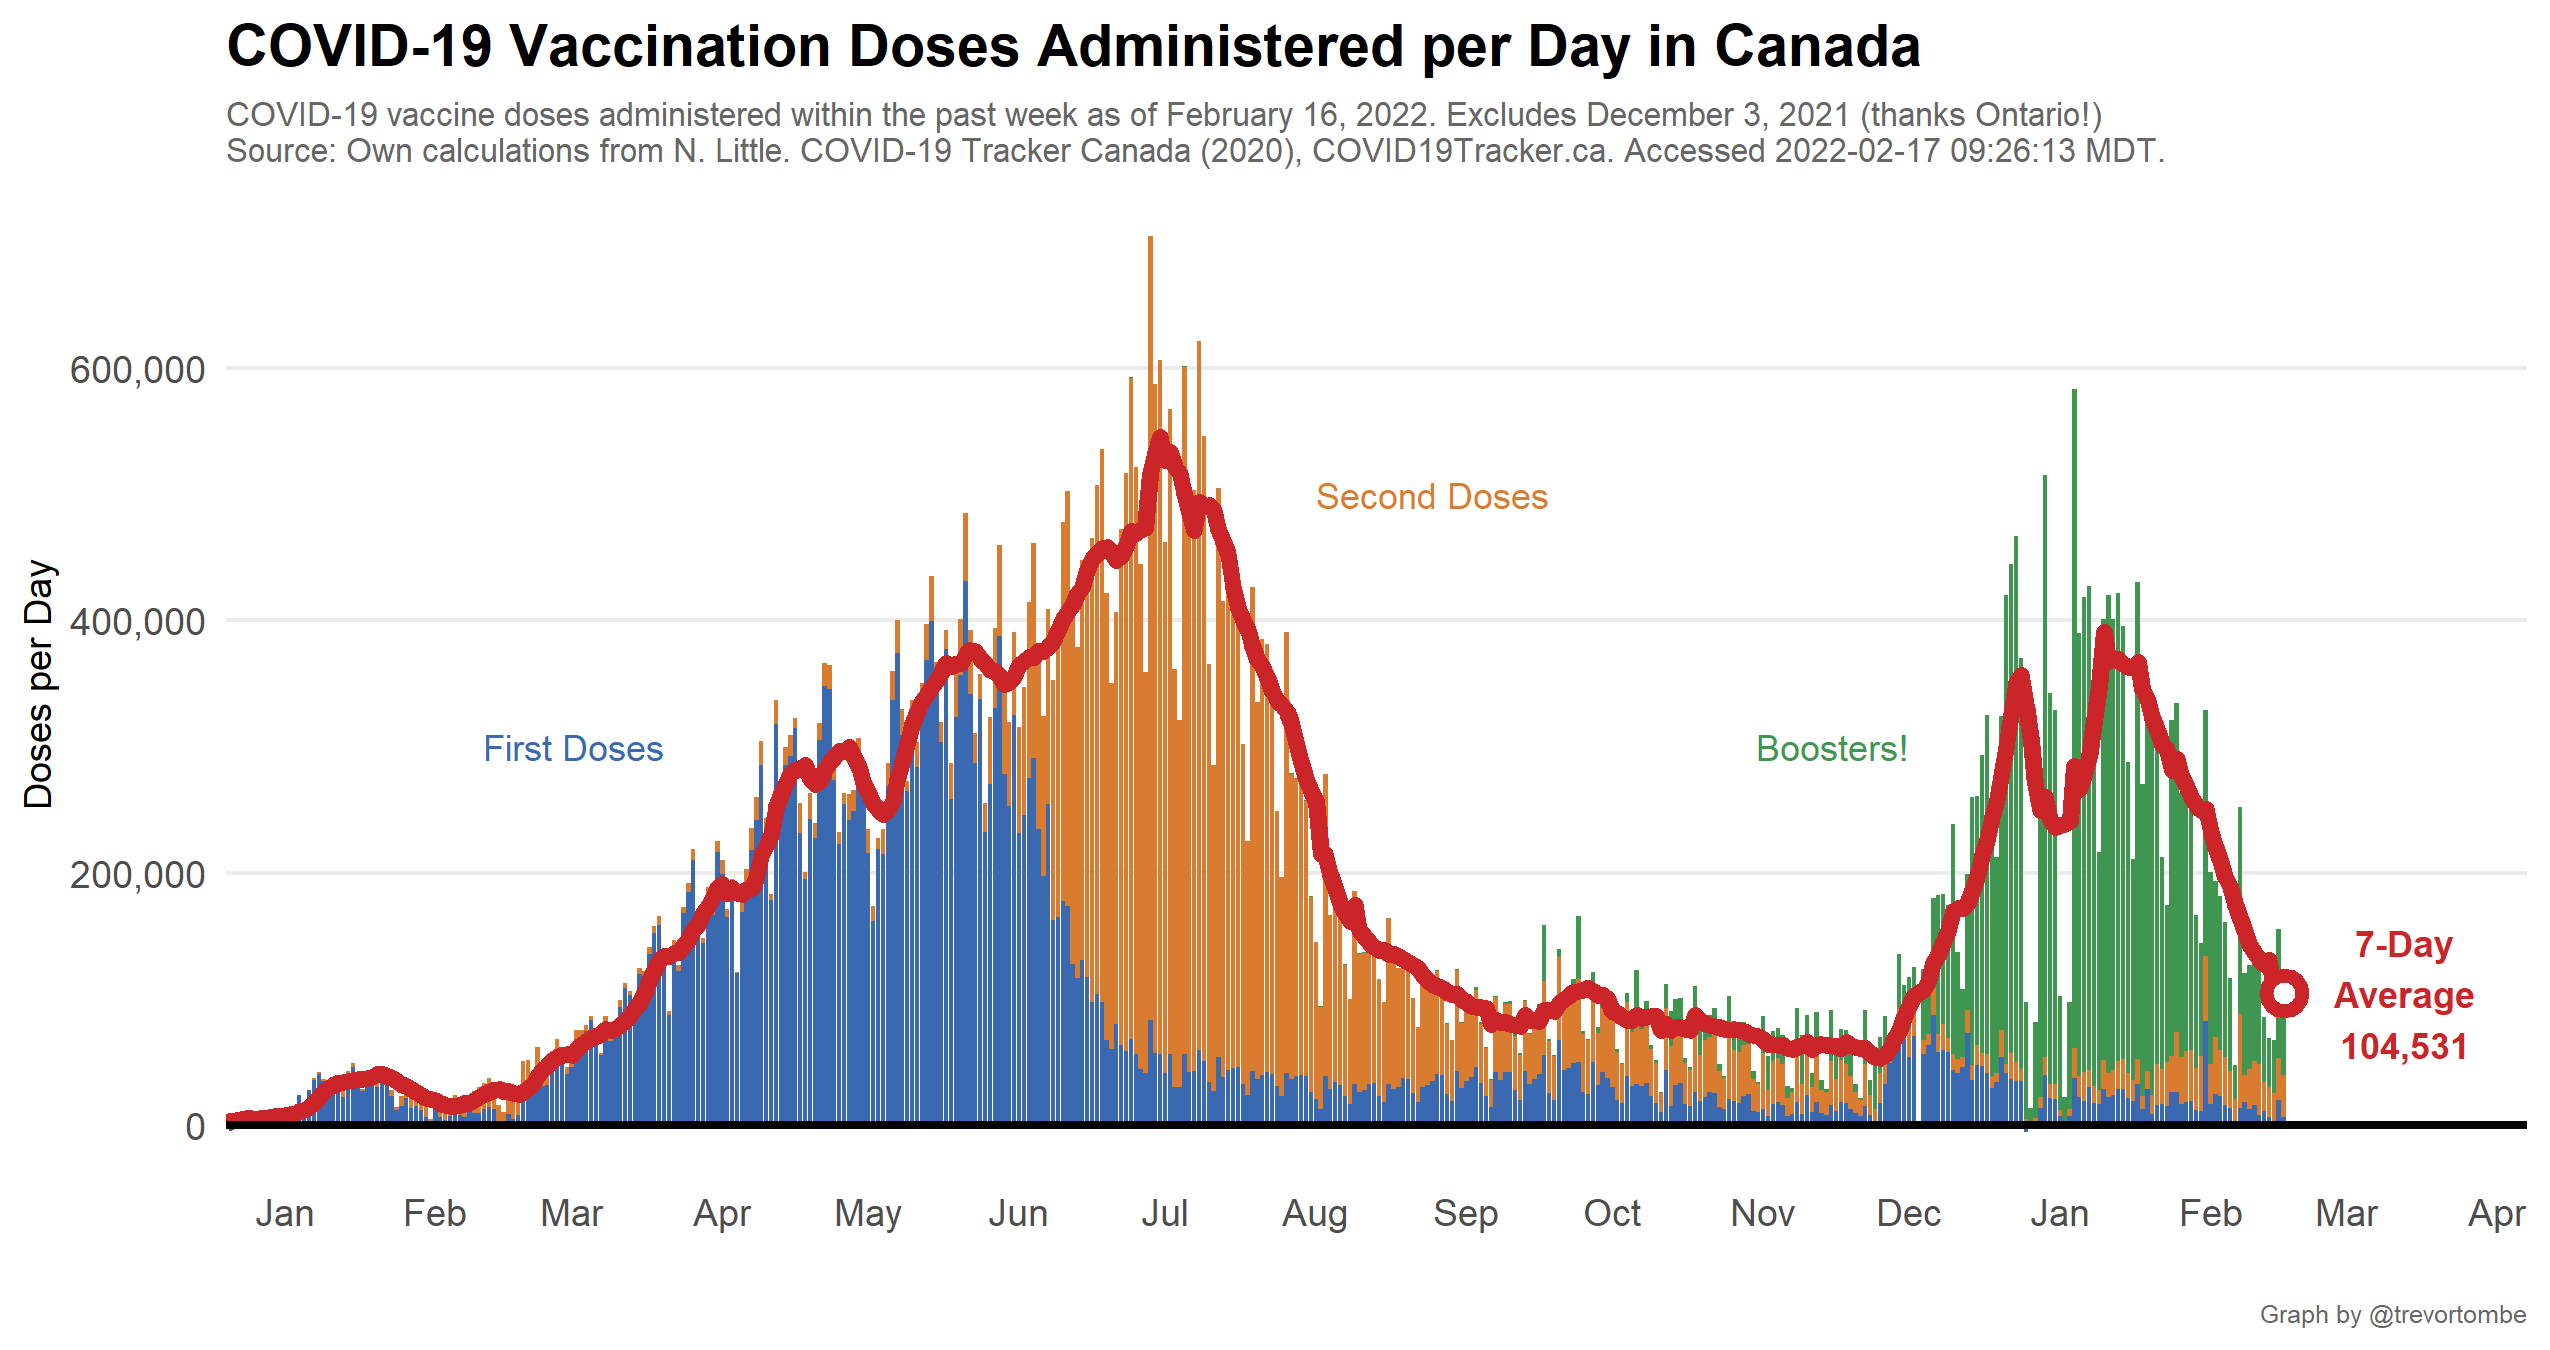 COVID-19 Vaccination Doses Administered per Day in Canada
COVID-19 vaccine doses administered within the past week as of February 16, 2022. Excludes December 3, 2021 (thanks Ontario!)
Source: Own calculations from N. Little. COVID-19 Tracker Canada (2020), COVID19Tracker.ca. Accessed 2022-02-17 09:26:13 MDT.
Doses per Day
600,000
400,000
200,000
0
First Doses
Second Doses
Boosters!
7-Day
Average
104,531
Jan Feb Mar Apr May Jun Jul Aug Sep Oct Nov Dec Jan Feb Mar Apr
Graph by @trevortombe